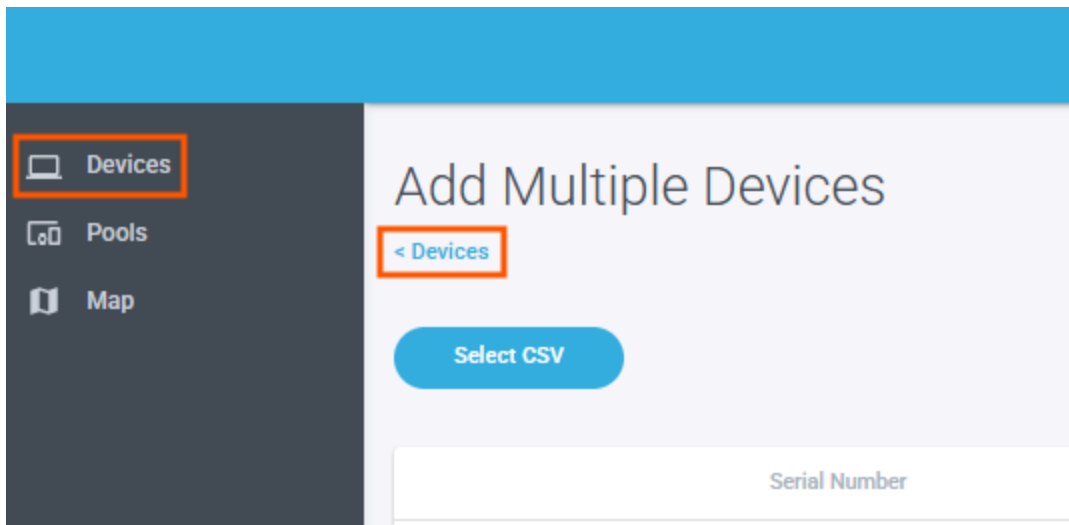 Devices
Pools
Map
Add Multiple Devices
< Devices
Select CSV
Serial Number